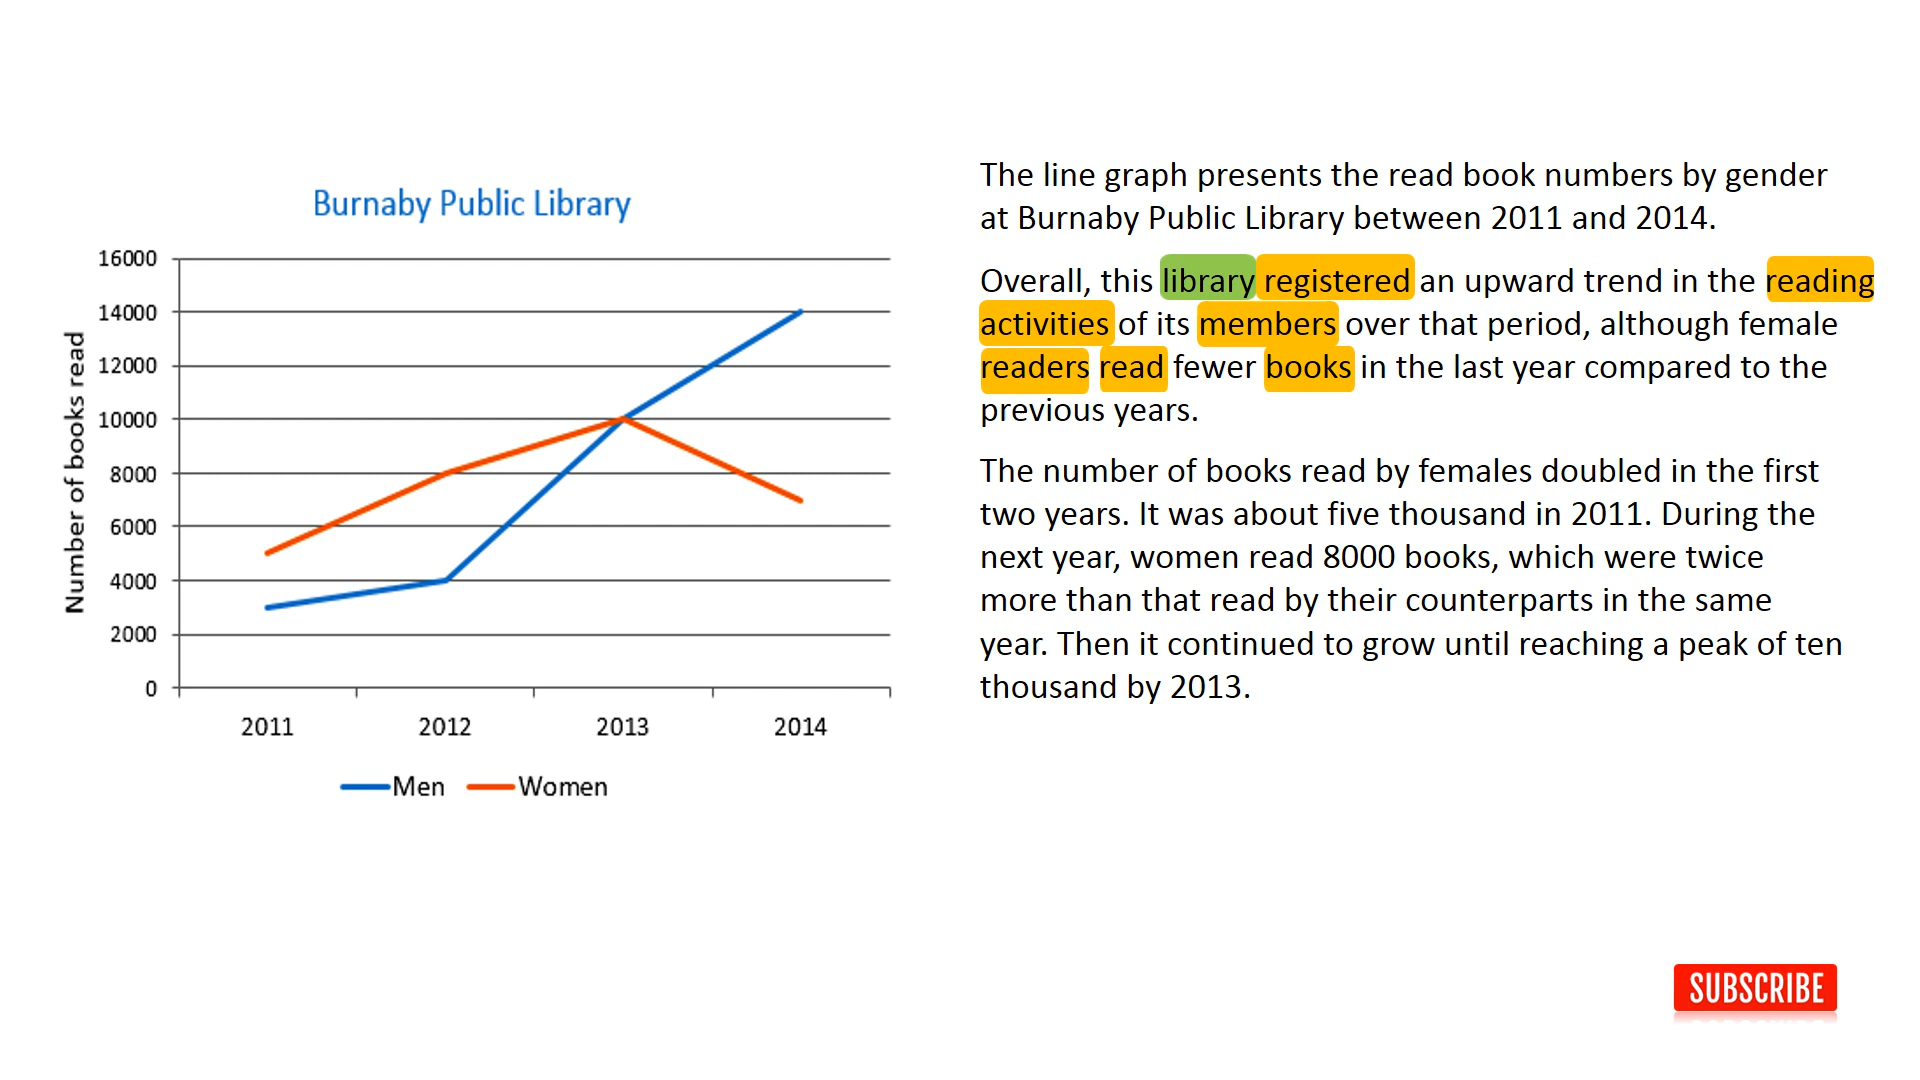 Burnaby Public Library
Number of books read
16000
14000
12000
10000
8000
6000
4000
2000
0
2011 2012 2013 2014
Men Women
The line graph presents the read book numbers by gender
at Burnaby Public Library between 2011 and 2014.
Overall, this library registered an upward trend in the reading
activities of its members over that period, although female
readers read fewer books in the last year compared to the
previous years.
The number of books read by females doubled in the first
two years. It was about five thousand in 2011. During the
next year, women read 8000 books, which were twice
more than that read by their counterparts in the same
year. Then it continued to grow until reaching a peak of ten
thousand by 2013.
SUBSCRIBE